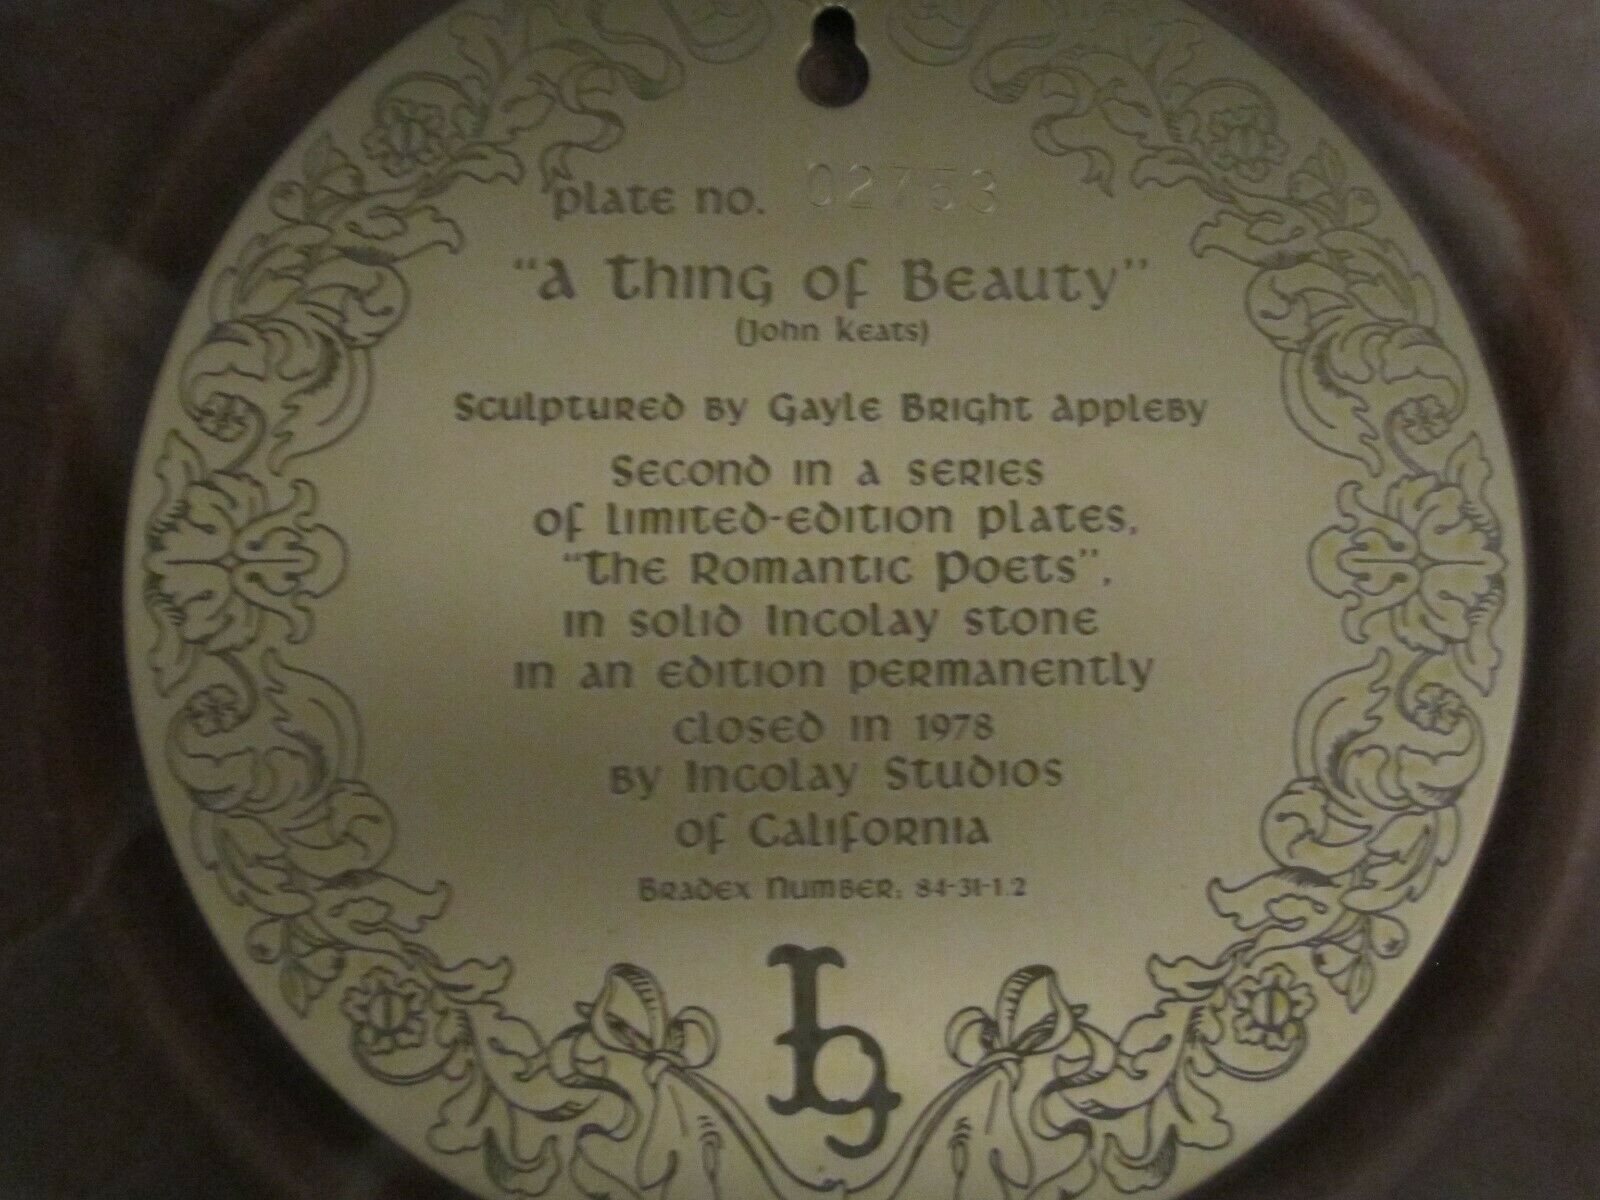 Plate no. 02753
"A Thing of Beauty"
(John Keats)
Sculptured by Gayle Bright Appleby
Second in a series
of limited-edition plates,
"The Romantic Poets",
in solid Incolay stone
in an edition permanently
closed in 1978
by Incolay Studios
of California
Bradex Number: 84-31-1.2